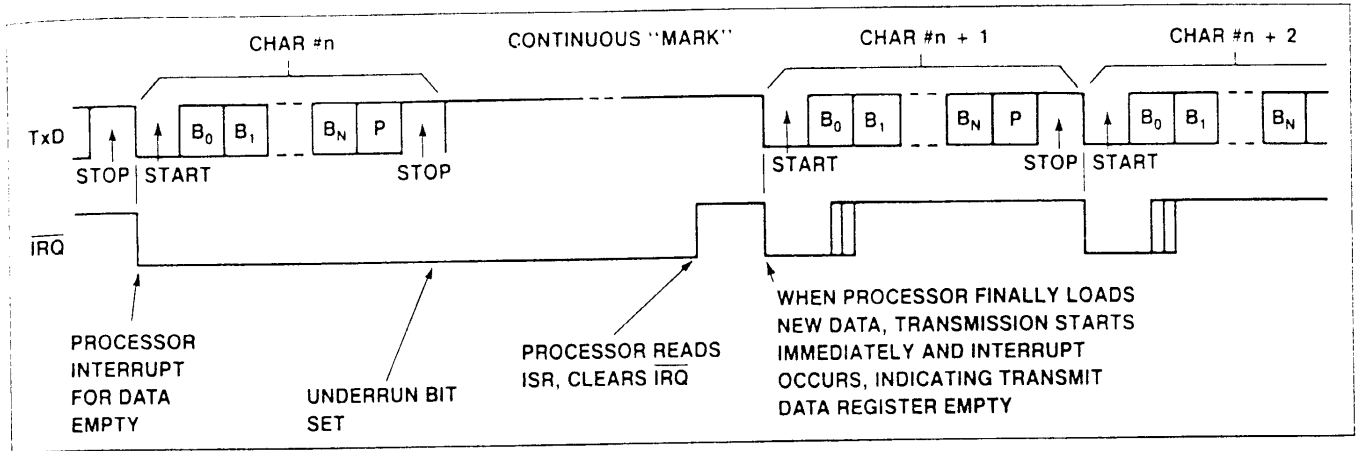 CHAR #n
CONTINUOUS "MARK"
CHAR #n + 1
CHAR #n + 2
TxD
B0 B1 BN P
B0 B1 BN P
B0 B1 BN
STOP START STOP START STOP START
IRQ
PROCESSOR
INTERRUPT
FOR DATA
EMPTY
UNDERRUN BIT
SET
PROCESSOR READS
ISR, CLEARS IRQ
WHEN PROCESSOR FINALLY LOADS
NEW DATA, TRANSMISSION STARTS
IMMEDIATELY AND INTERRUPT
OCCURS, INDICATING TRANSMIT
DATA REGISTER EMPTY